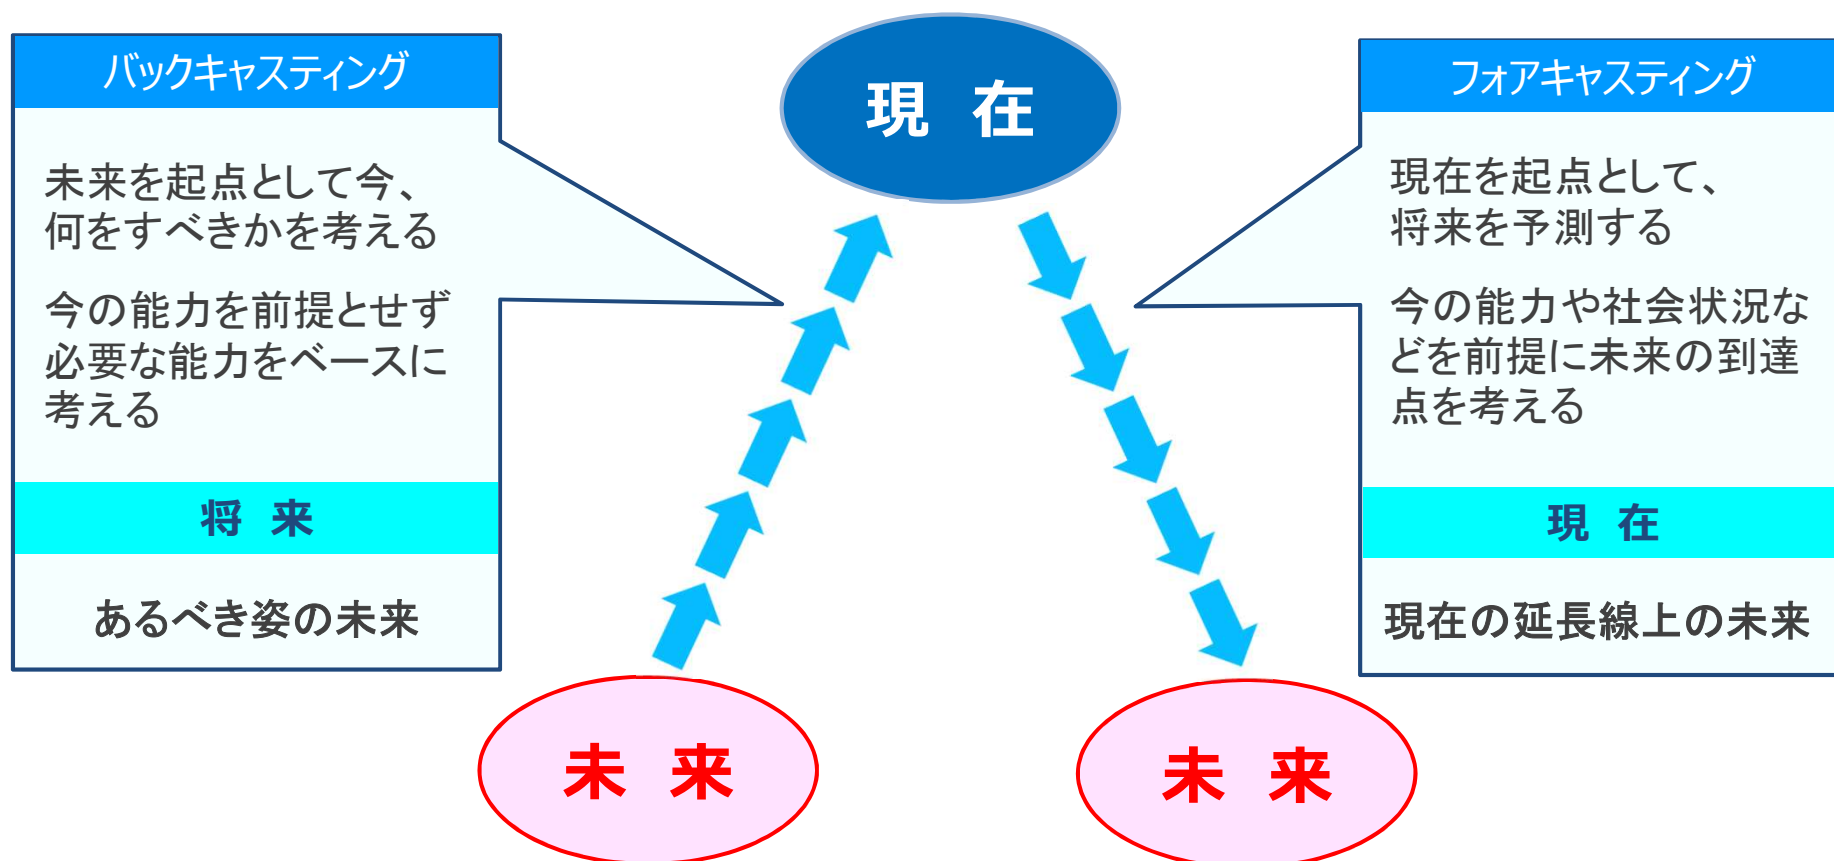 バックキャスティング
未来を起点として今、
何をすべきかを考える
今の能力を前提とせず
必要な能力をベースに
考える
将 来
あるべき姿の未来
現 在
未 来
未 来
フォアキャスティング
現在を起点として、
将来を予測する
今の能力や社会状況な
どを前提に未来の到達
点を考える
現 在
現在の延長線上の未来